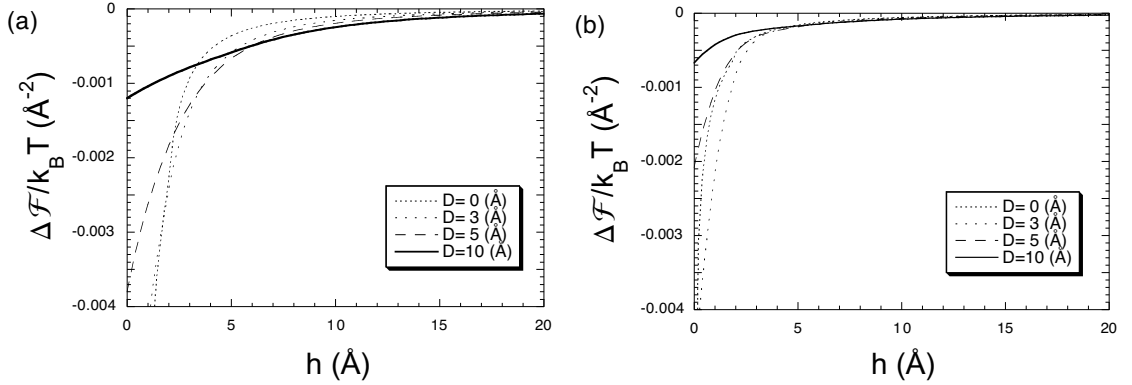 (a)
0
-0.001
-0.002
-0.003
-0.004
Δℱ/k_B T (Å⁻²)
D= 0 (Å)
D= 3 (Å)
D= 5 (Å)
D=10 (Å)
0 5 10 15 20
h (Å)
(b)
0
-0.001
-0.002
-0.003
-0.004
Δℱ/k_B T (Å⁻²)
D= 0 (Å)
D= 3 (Å)
D= 5 (Å)
D=10 (Å)
0 5 10 15 20
h (Å)